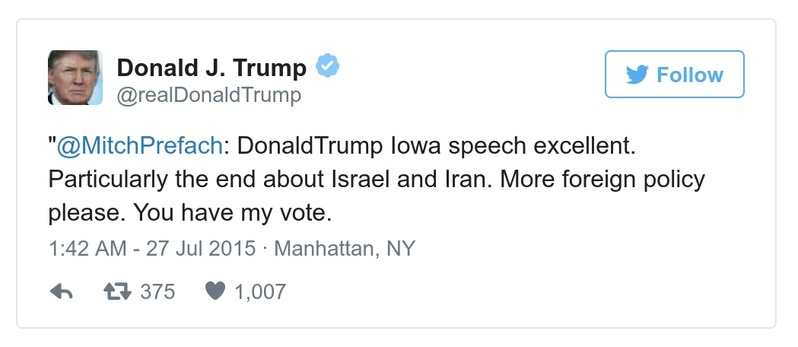 Donald J. Trump
@realDonaldTrump
Follow
"@MitchPrefach: DonaldTrump Iowa speech excellent.
Particularly the end about Israel and Iran. More foreign policy
please. You have my vote.
1:42 AM - 27 Jul 2015 · Manhattan, NY
375 1,007